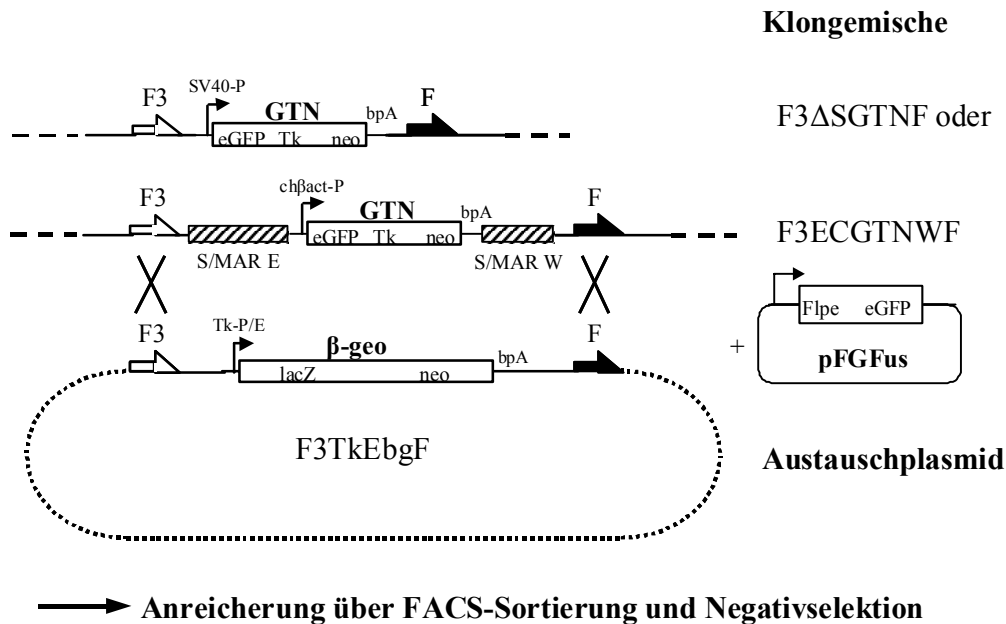 Klongemische
SV40-P
F3 GTN bpA F
eGFP Tk neo
F3ΔSGTNF oder
chβact-P
F3 GTN bpA F
eGFP Tk neo
F3ECGTNWF
S/MAR E S/MAR W
F3 Tk-P/E β-geo bpA F
lacZ neo
+
Flpe eGFP
pFGFus
F3TkEbgF
Austauschplasmid
Anreicherung über FACS-Sortierung und Negativselektion